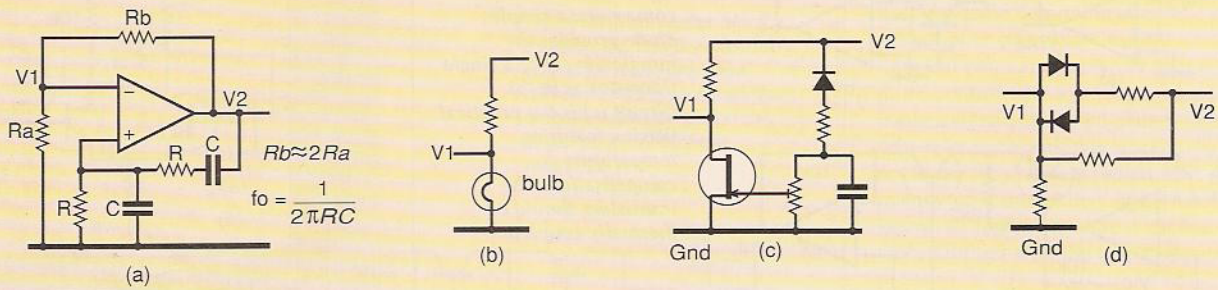 Rb
V1
V2
Ra
−
+
R
C
R
C
Rb≈2Ra
fo = 1
2πRC
(a)
V2
V1
bulb
(b)
V2
V1
Gnd
(c)
V1
V2
Gnd
(d)